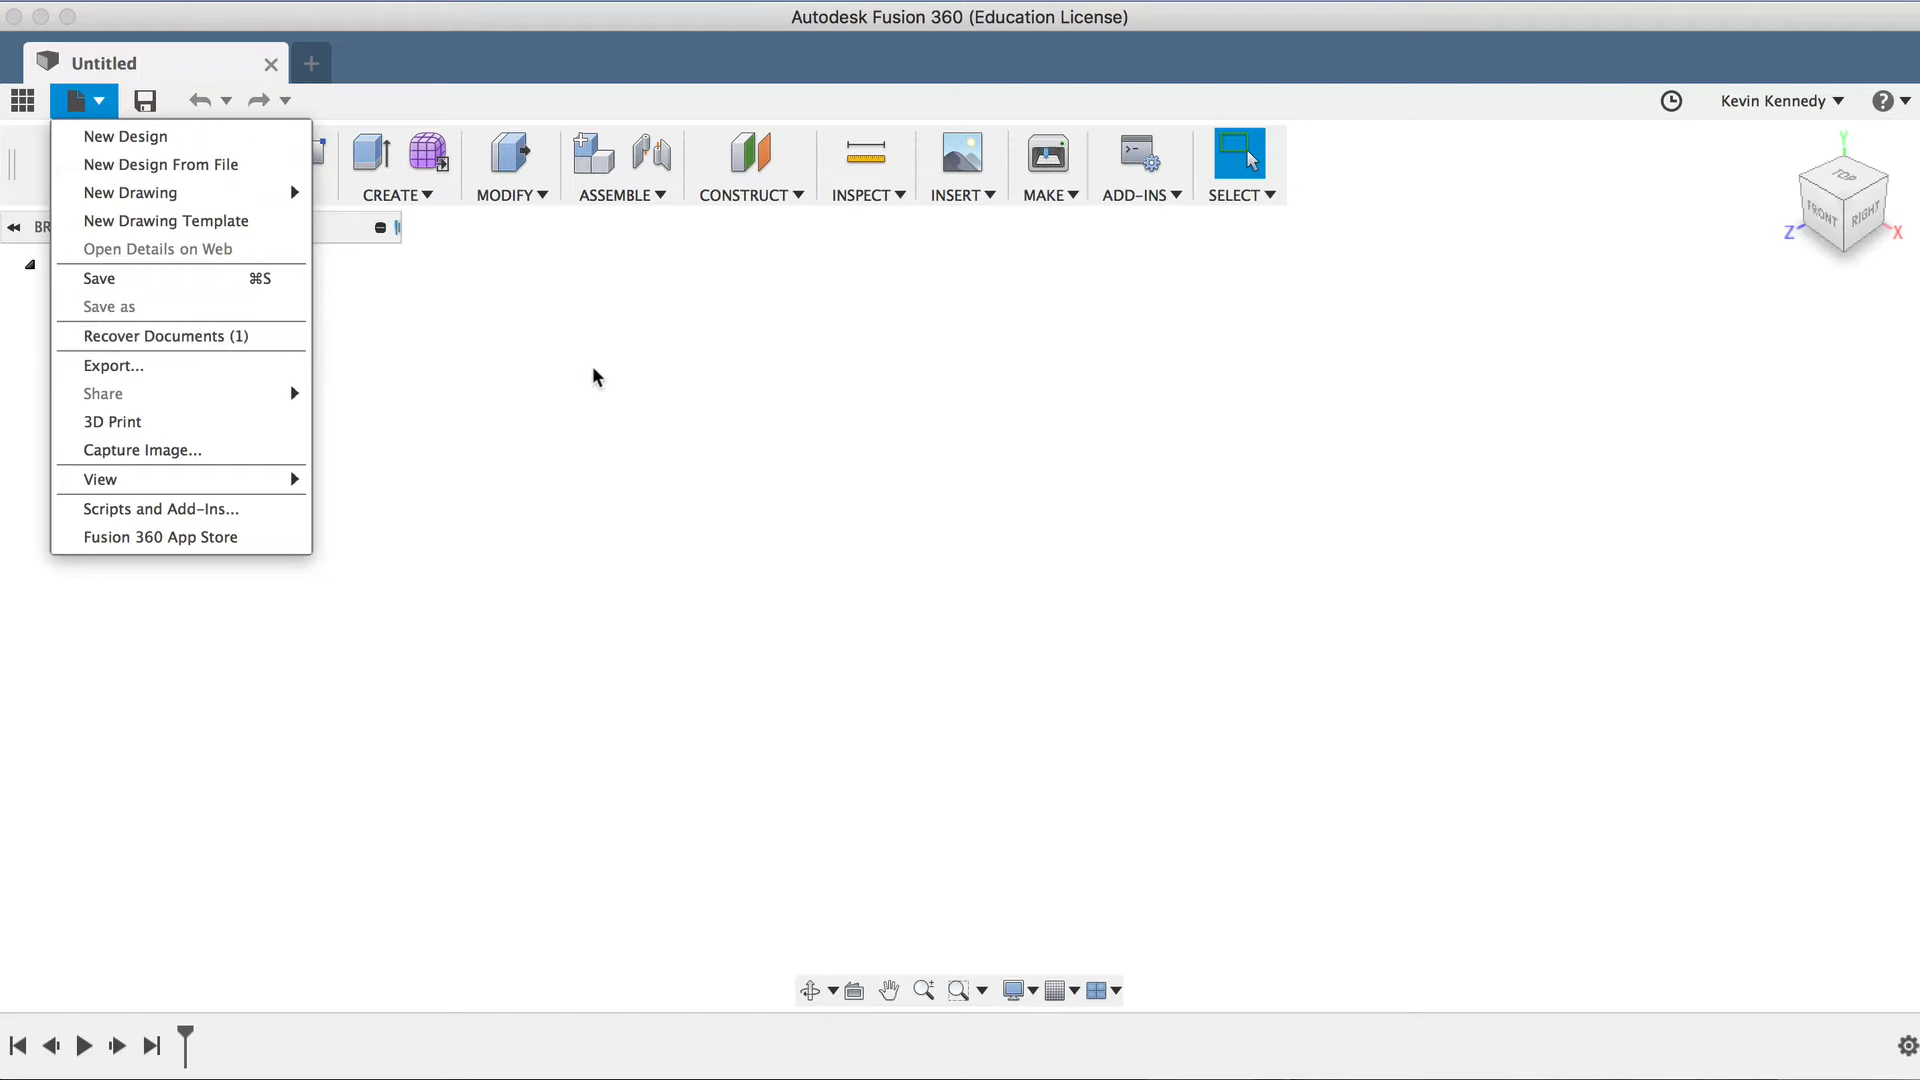 Autodesk Fusion 360 (Education License)
Untitled
Kevin Kennedy
?
New Design
New Design From File
New Drawing
New Drawing Template
Open Details on Web
Save ⌘S
Save as
Recover Documents (1)
Export...
Share
3D Print
Capture Image...
View
Scripts and Add-Ins...
Fusion 360 App Store
CREATE
MODIFY
ASSEMBLE
CONSTRUCT
INSPECT
INSERT
MAKE
ADD-INS
SELECT
BR
Y
TOP
FRONT
RIGHT
Z
X